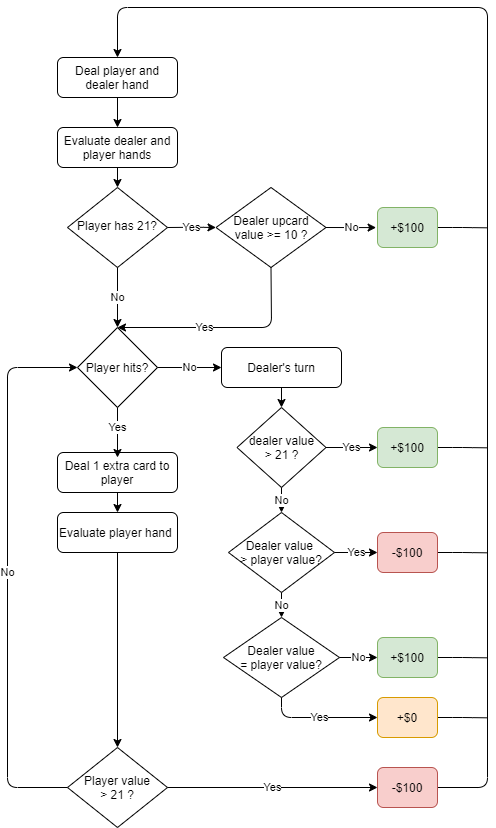 Deal player and
dealer hand
Evaluate dealer and
player hands
Player has 21?
Yes
Dealer upcard
value >= 10 ?
No
+$100
No
Yes
Player hits?
No
Dealer's turn
Yes
dealer value
> 21 ?
Yes
+$100
Deal 1 extra card to
player
No
Evaluate player hand
Dealer value
> player value?
Yes
-$100
No
No
Dealer value
= player value?
No
+$100
Yes
+$0
Player value
> 21 ?
Yes
-$100